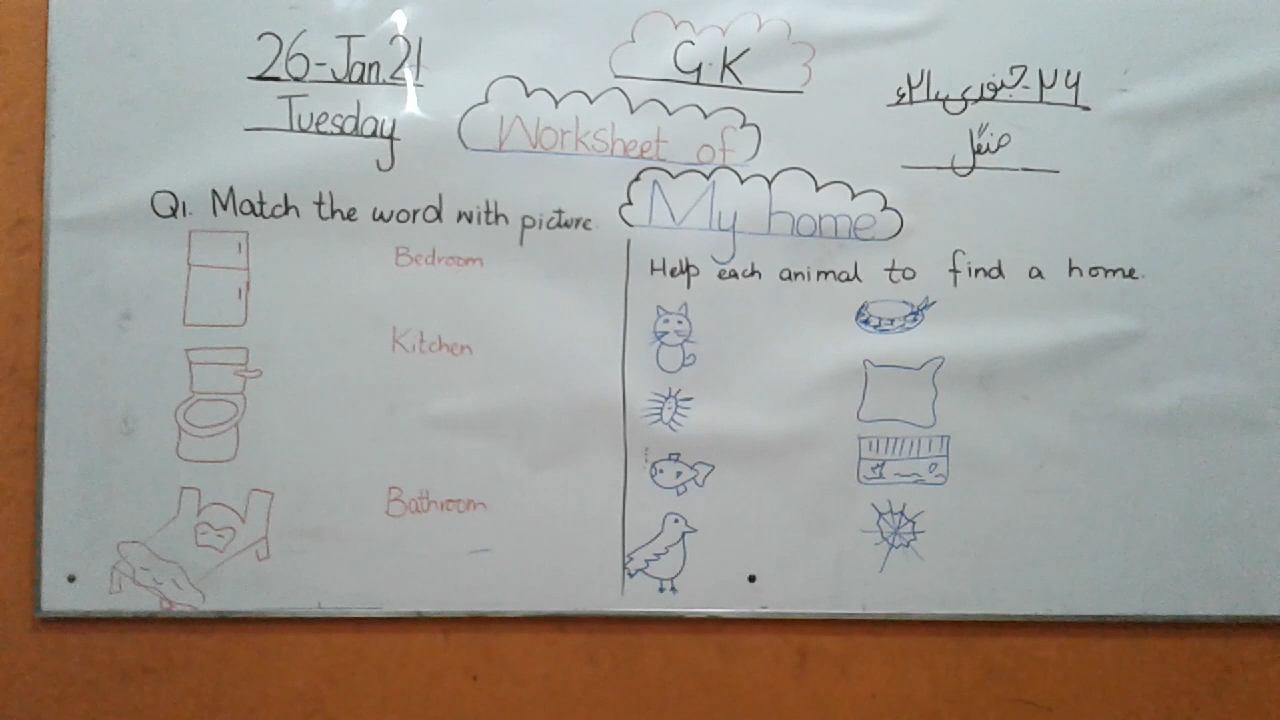 26-Jan.21
Tuesday
G.K
۲۶-جنوری ۲۱ء
منگل
Worksheet of
My home
Q1. Match the word with picture.
Bedroom
Kitchen
Bathroom
Help each animal to find a home.